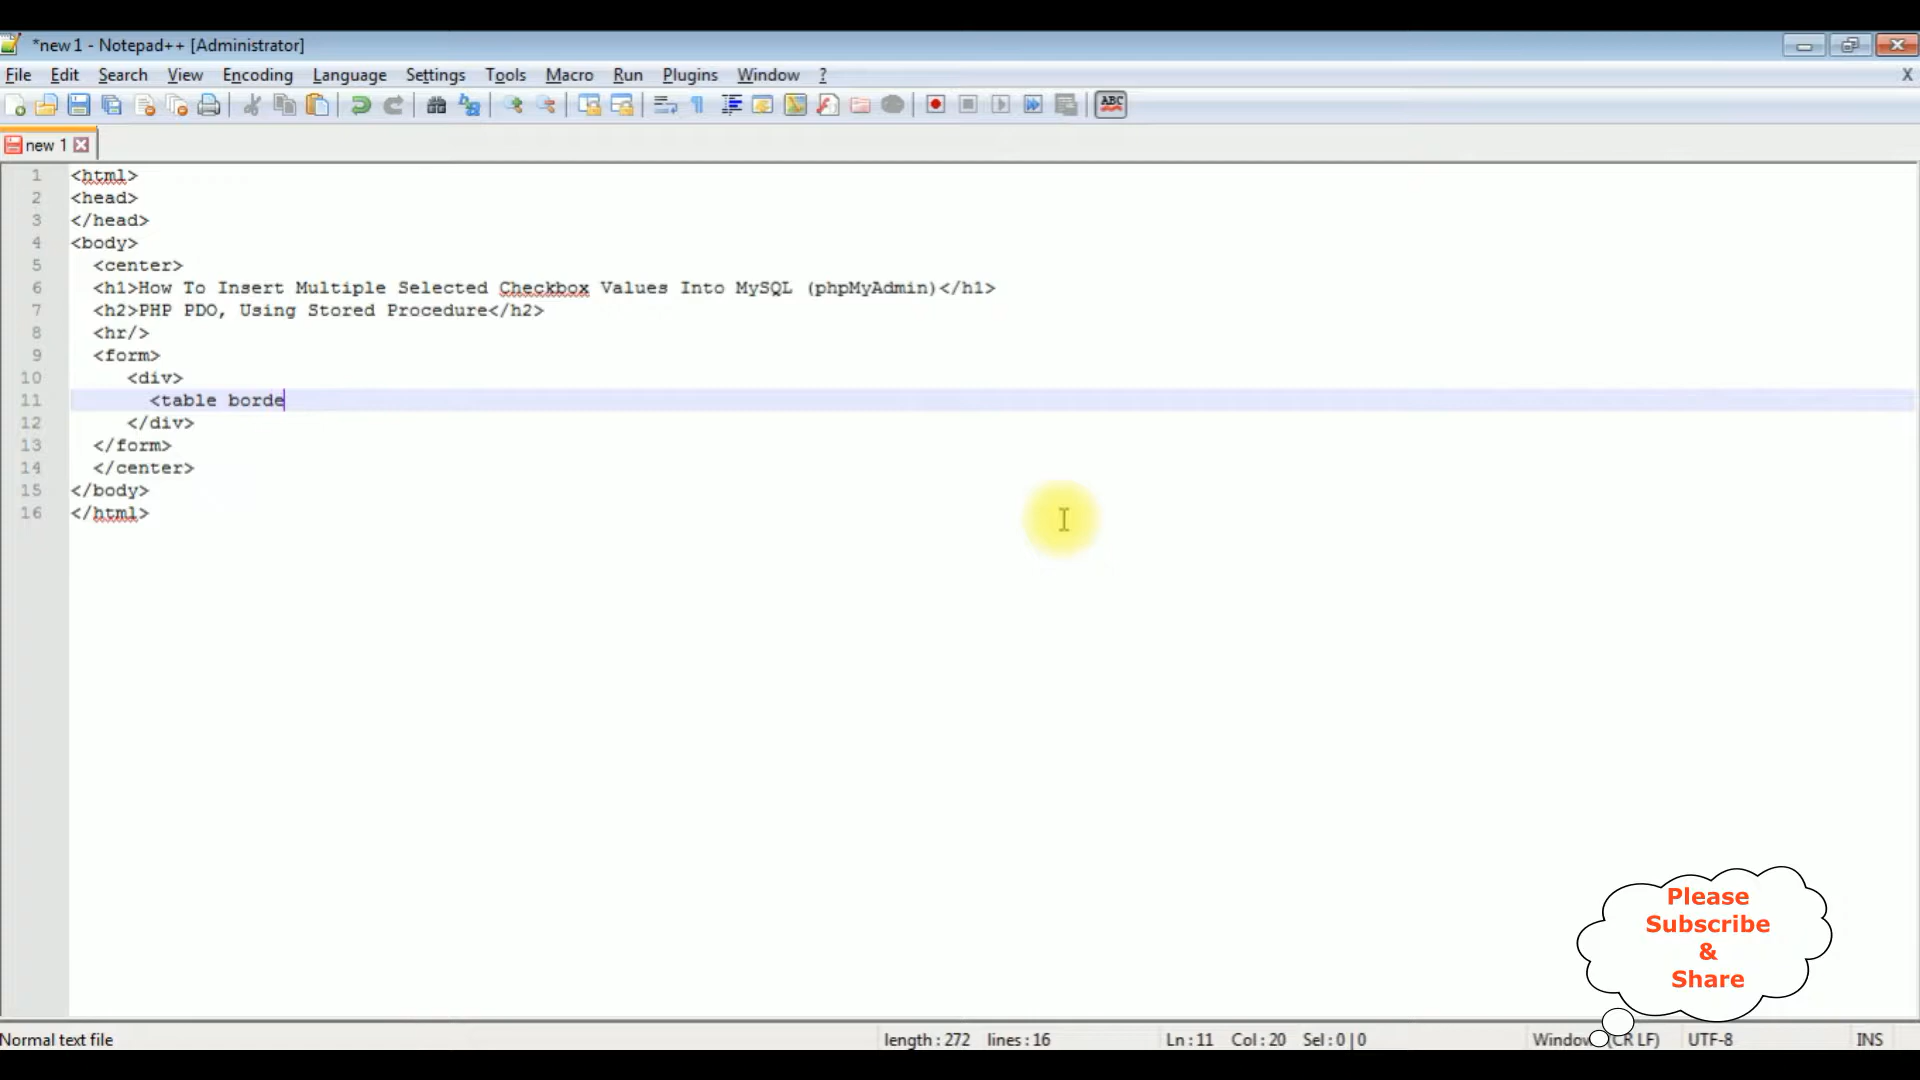 *new 1 - Notepad++ [Administrator]
File Edit Search View Encoding Language Settings Tools Macro Run Plugins Window ? X
ABC
new 1
1 <html>
2 <head>
3 </head>
4 <body>
5 <center>
6 <h1>How To Insert Multiple Selected Checkbox Values Into MySQL (phpMyAdmin)</h1>
7 <h2>PHP PDO, Using Stored Procedure</h2>
8 <hr/>
9 <form>
10 <div>
11 <table borde
12 </div>
13 </form>
14 </center>
15 </body>
16 </html>
Please
Subscribe
&
Share
Normal text file length : 272 lines : 16 Ln : 11 Col : 20 Sel : 0 | 0 Window (CR LF) UTF-8 INS